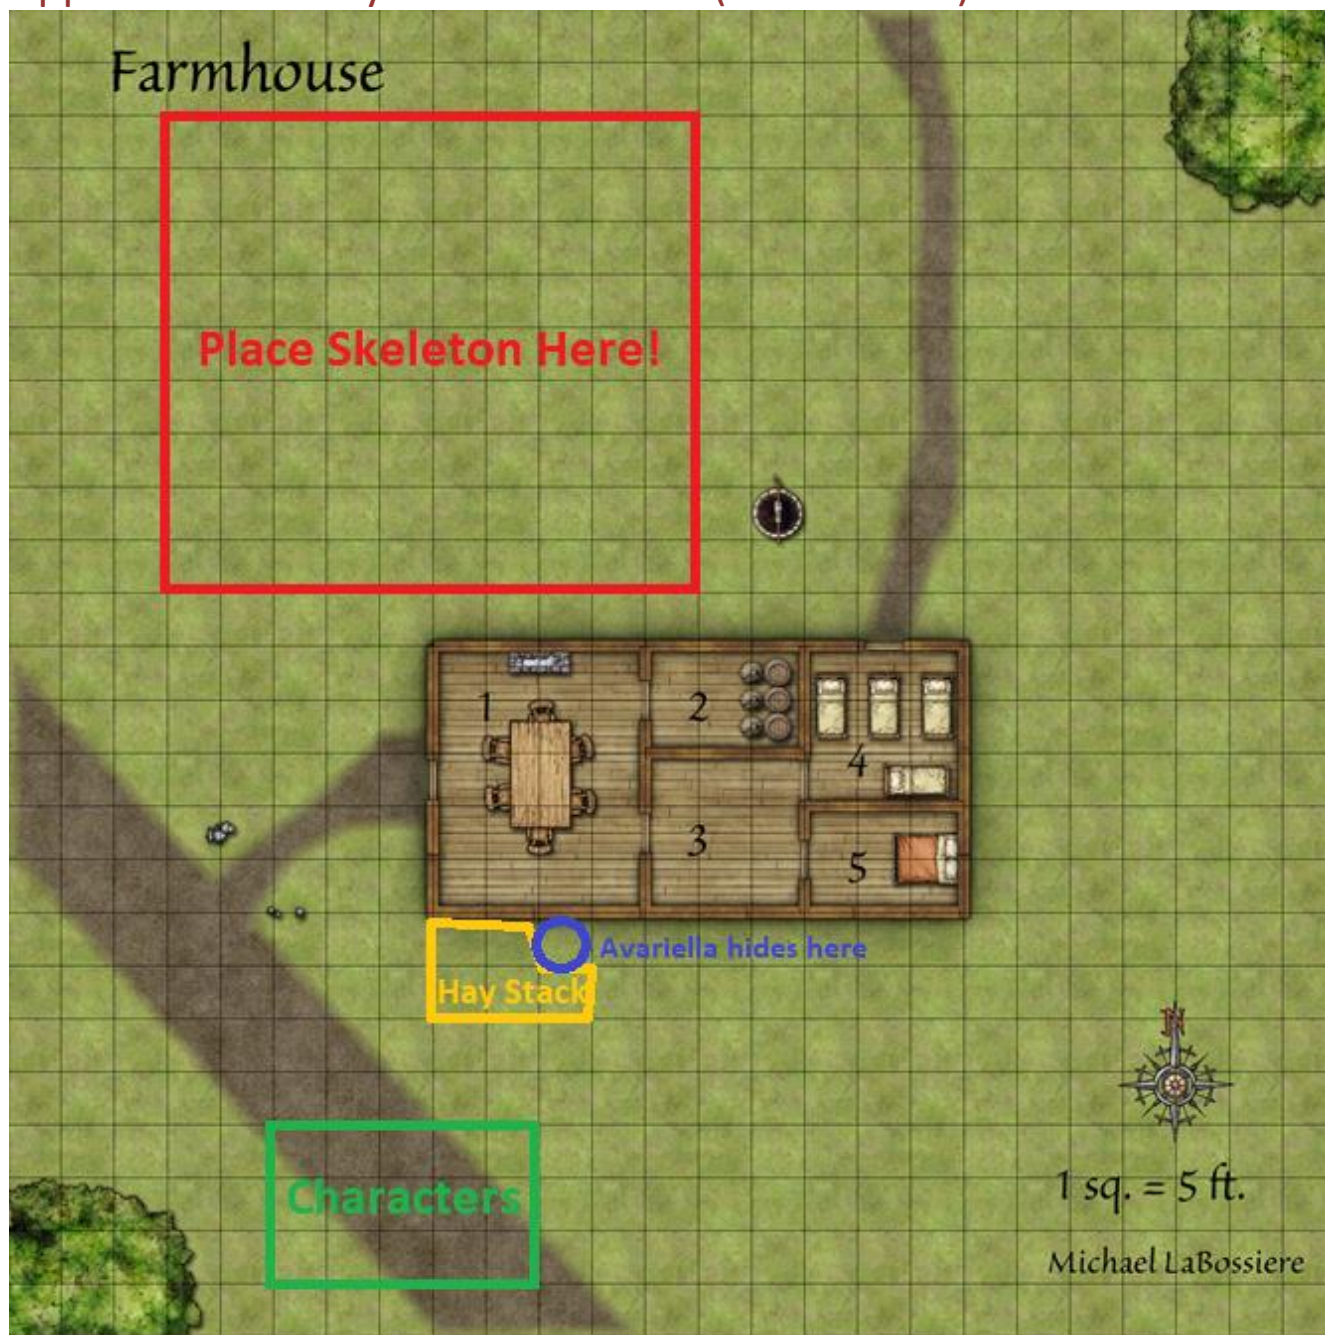 Farmhouse
Place Skeleton Here!
1
2
4
3
5
Avariella hides here
Hay Stack
N
Characters
1 sq. = 5 ft.
Michael LaBossiere